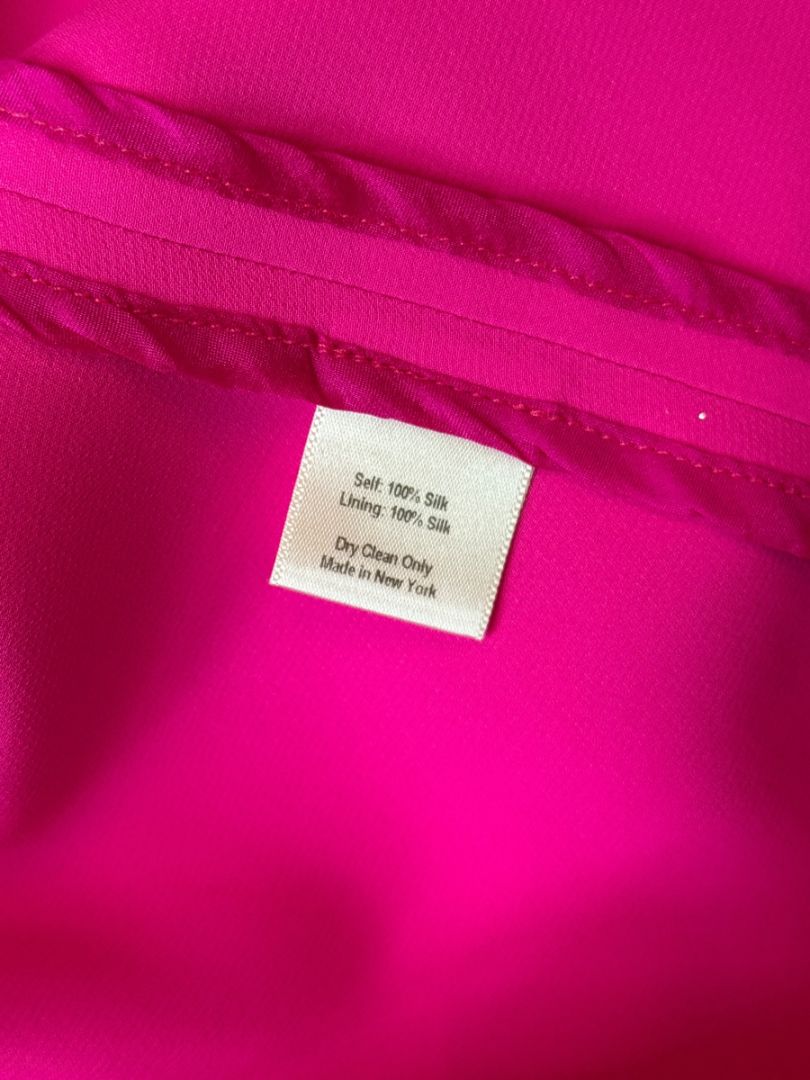 Self: 100% Silk
Lining: 100% Silk
Dry Clean Only
Made in New York